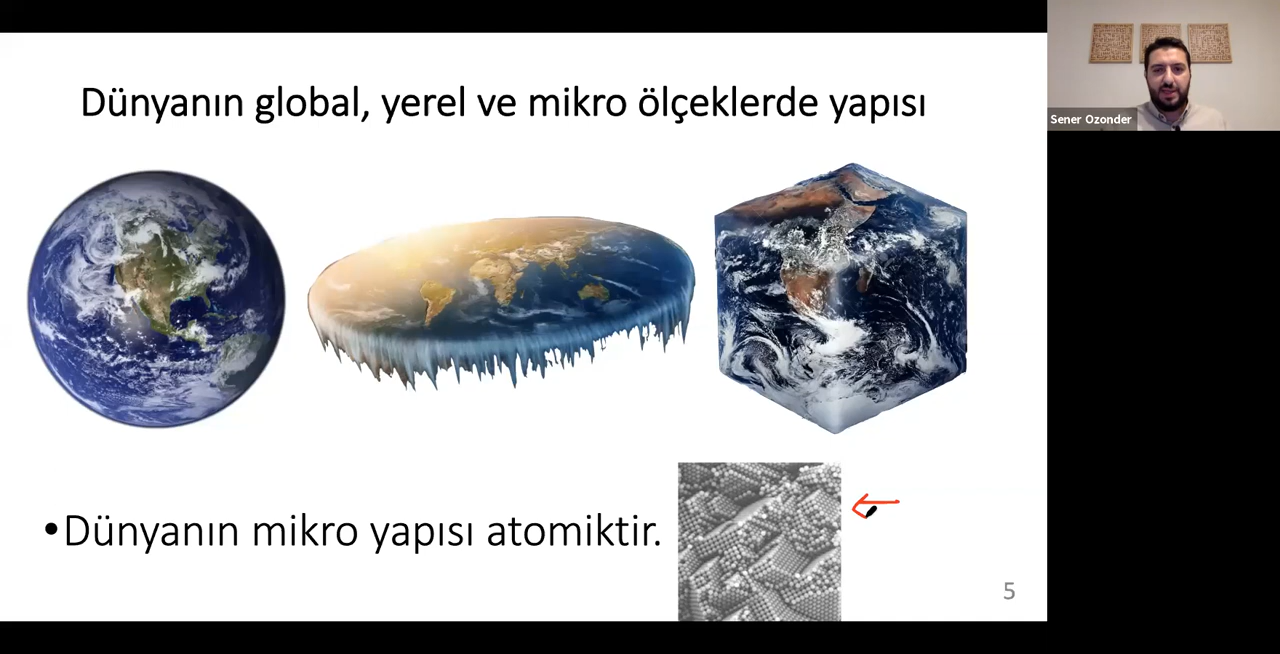 Dünyanın global, yerel ve mikro ölçeklerde yapısı
Sener Ozonder
•Dünyanın mikro yapısı atomiktir.
5